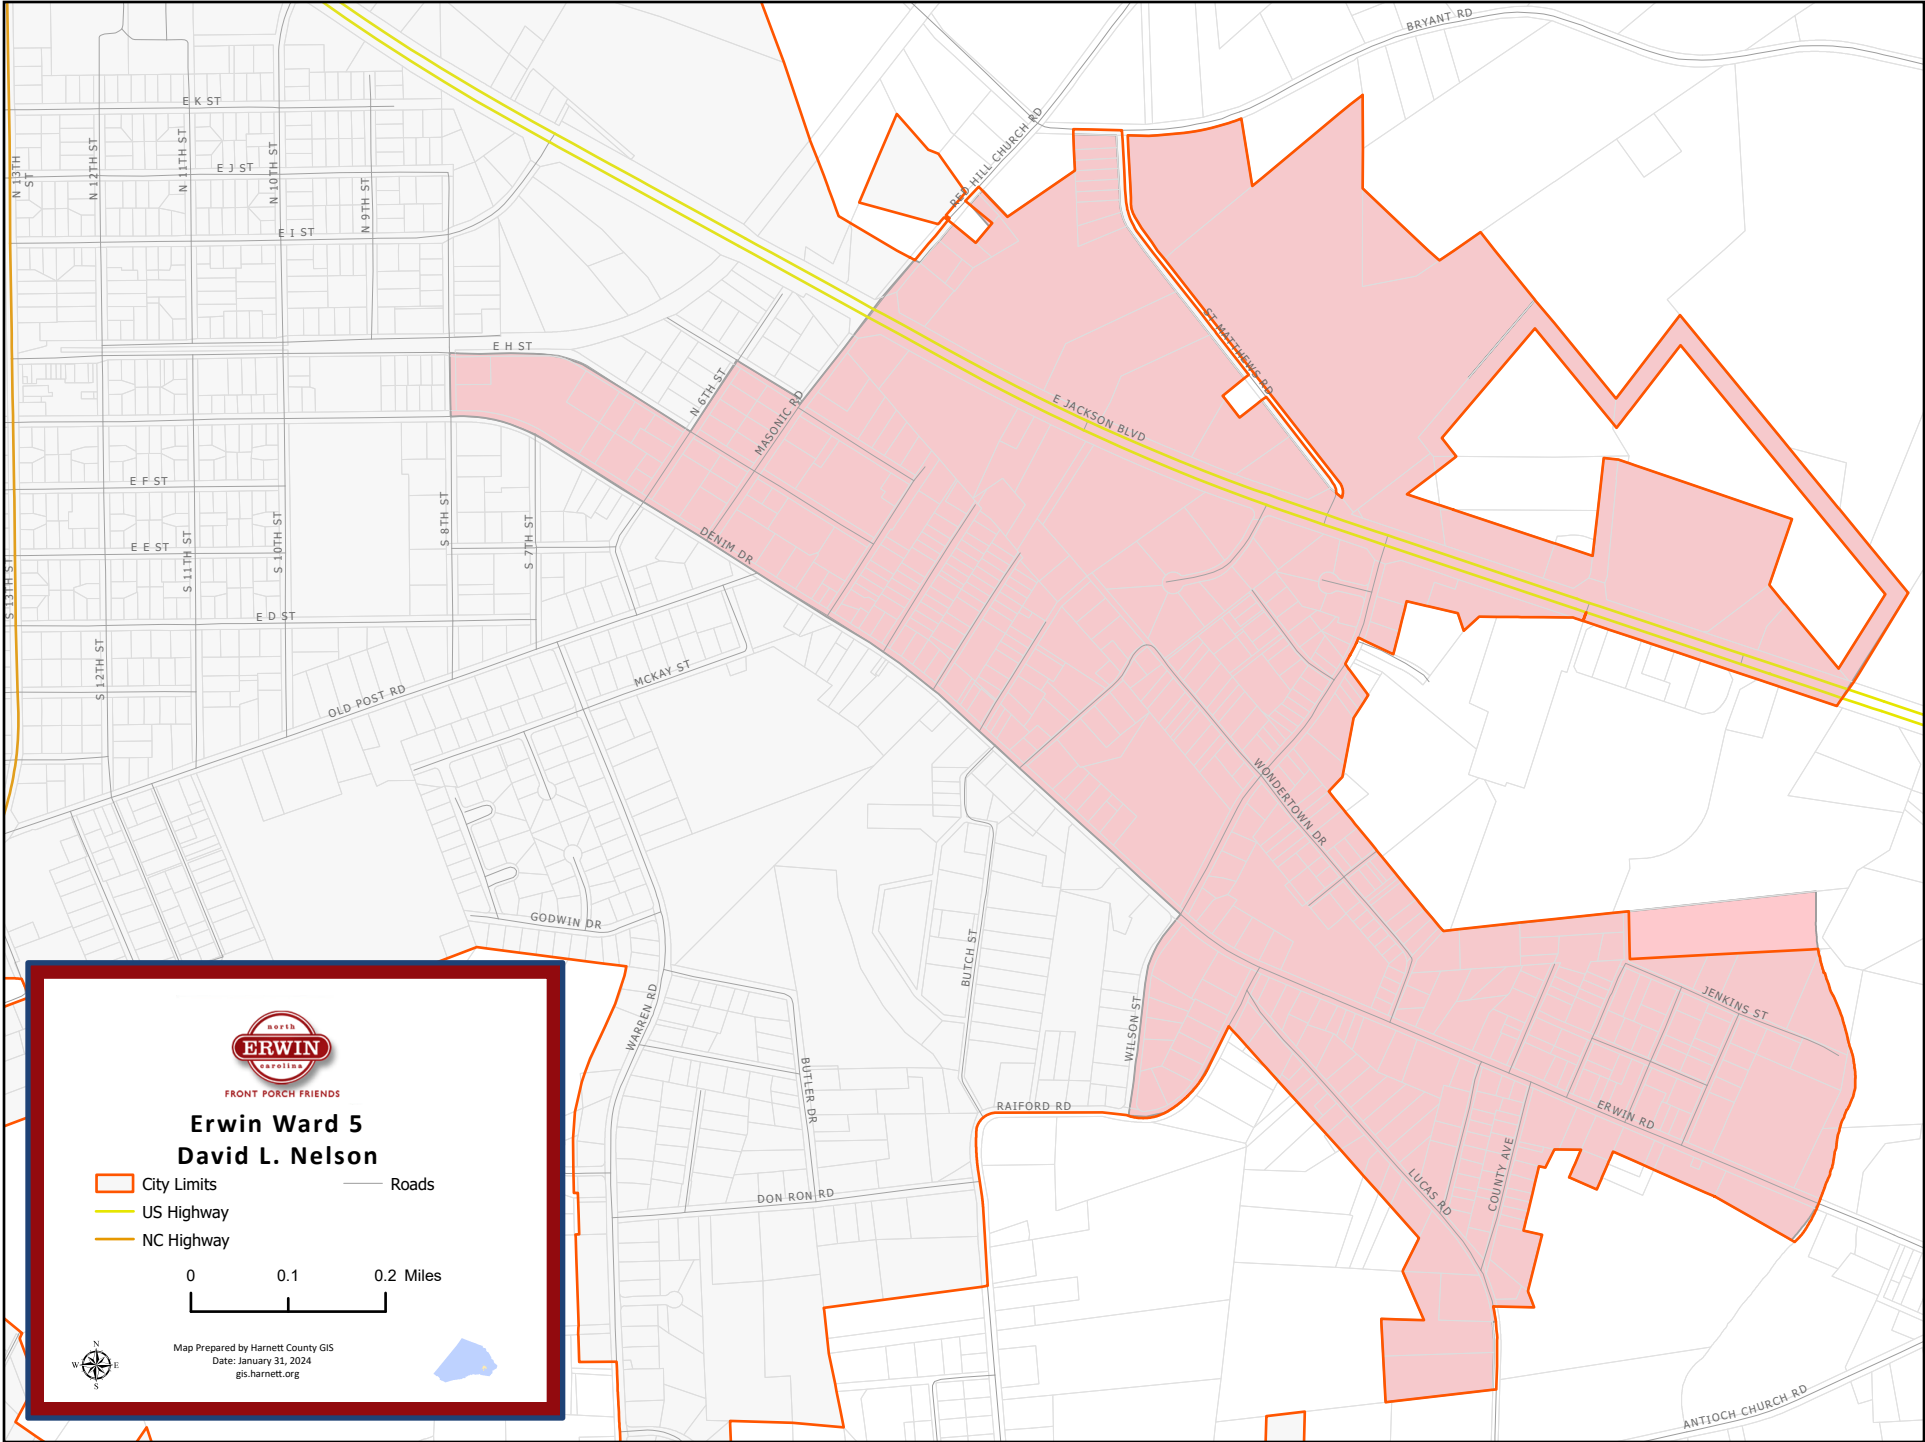 BRYANT RD
E K ST
N 12TH ST
N 11TH ST
N 10TH ST
N 13TH
ST
E J ST
N 9TH ST
E I ST
RED HILL CHURCH RD
ST MATTHEWS RD
E H ST
N 6TH ST
MASONIC RD
E JACKSON BLVD
E F ST
S 8TH ST
S 7TH ST
S 10TH ST
S 11TH ST
E E ST
DENIM DR
S 13TH ST
E D ST
S 12TH ST
MCKAY ST
OLD POST RD
WONDERTOWN DR
GODWIN DR
BUTCH ST
WARREN RD
WILSON ST
JENKINS ST
BUTLER DR
RAIFORD RD
ERWIN RD
COUNTY AVE
LUCAS RD
DON RON RD
ANTIOCH CHURCH RD
north
ERWIN
carolina
FRONT PORCH FRIENDS
Erwin Ward 5
David L. Nelson
City Limits
Roads
US Highway
NC Highway
0 0.1 0.2 Miles
N
W E
S
Map Prepared by Harnett County GIS
Date: January 31, 2024
gis.harnett.org